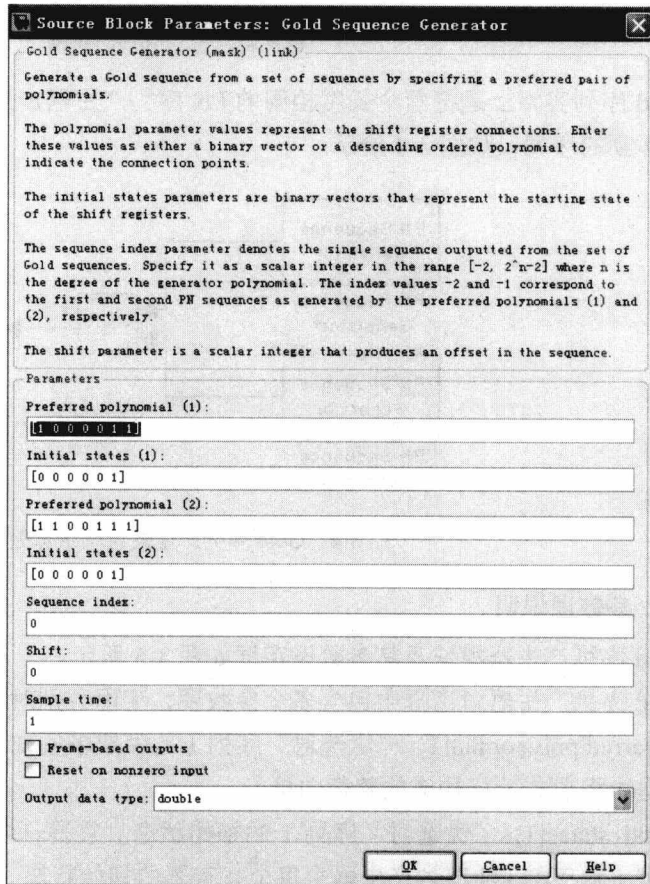 Source Block Parameters: Gold Sequence Generator
Gold Sequence Generator (mask) (link)
Generate a Gold sequence from a set of sequences by specifying a preferred pair of
polynomials.
The polynomial parameter values represent the shift register connections. Enter
these values as either a binary vector or a descending ordered polynomial to
indicate the connection points.
The initial states parameters are binary vectors that represent the starting state
of the shift registers.
The sequence index parameter denotes the single sequence outputted from the set of
Gold sequences. Specify it as a scalar integer in the range [-2, 2^n-2] where n is
the degree of the generator polynomial. The index values -2 and -1 correspond to
the first and second PN sequences as generated by the preferred polynomials (1) and
(2), respectively.
The shift parameter is a scalar integer that produces an offset in the sequence.
Parameters
Preferred polynomial (1):
[1 0 0 0 0 1 1]
Initial states (1):
[0 0 0 0 0 1]
Preferred polynomial (2):
[1 1 0 0 1 1 1]
Initial states (2):
[0 0 0 0 0 1]
Sequence index:
0
Shift:
0
Sample time:
1
Frame-based outputs
Reset on nonzero input
Output data type: double
OK Cancel Help